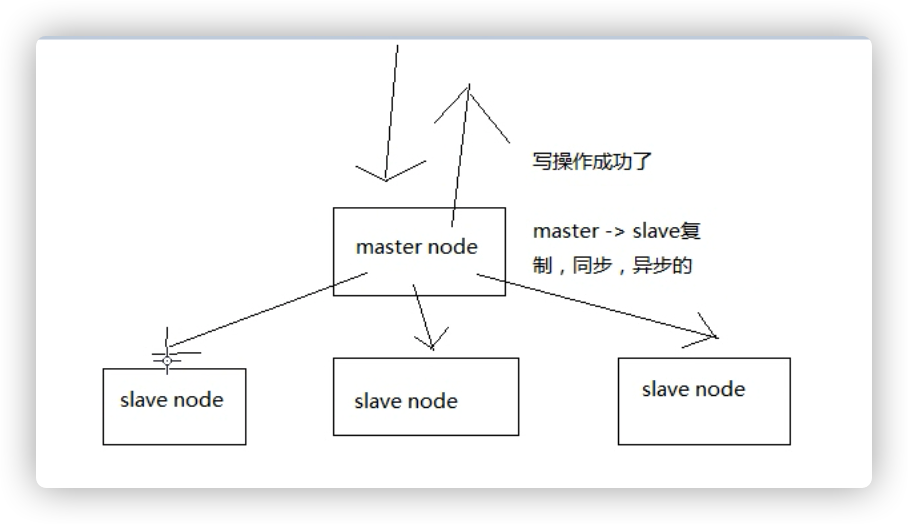 写操作成功了
master node
master -> slave复
制，同步，异步的
slave node
slave node
slave node